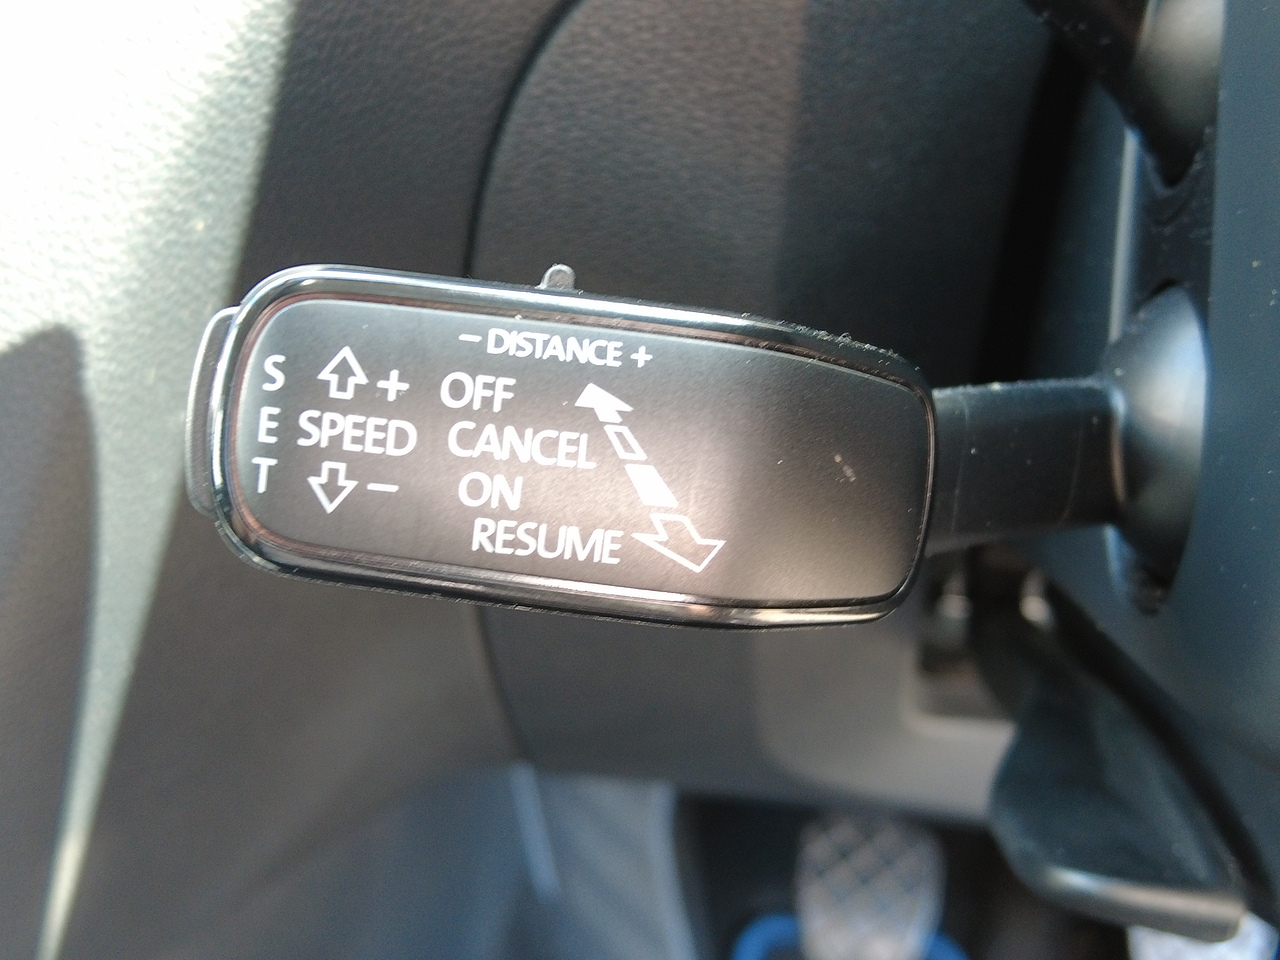 - DISTANCE +
S + OFF
E SPEED CANCEL
T - ON
RESUME